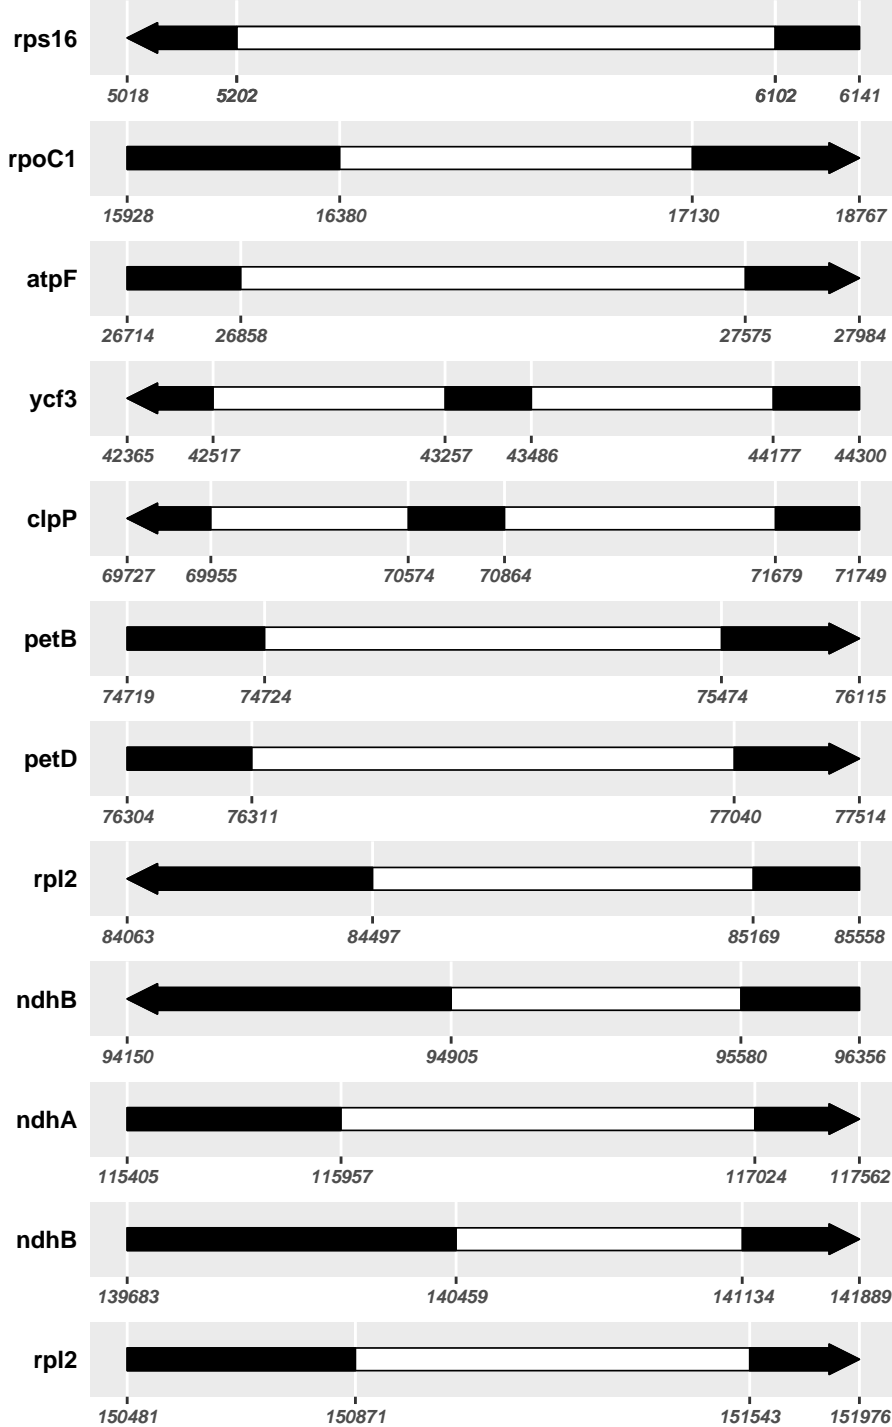 rps16
5018 5202 6102 6141
rpoC1
15928 16380 17130 18767
atpF
26714 26858 27575 27984
ycf3
42365 42517 43257 43486 44177 44300
clpP
69727 69955 70574 70864 71679 71749
petB
74719 74724 75474 76115
petD
76304 76311 77040 77514
rpl2
84063 84497 85169 85558
ndhB
94150 94905 95580 96356
ndhA
115405 115957 117024 117562
ndhB
139683 140459 141134 141889
rpl2
150481 150871 151543 151976